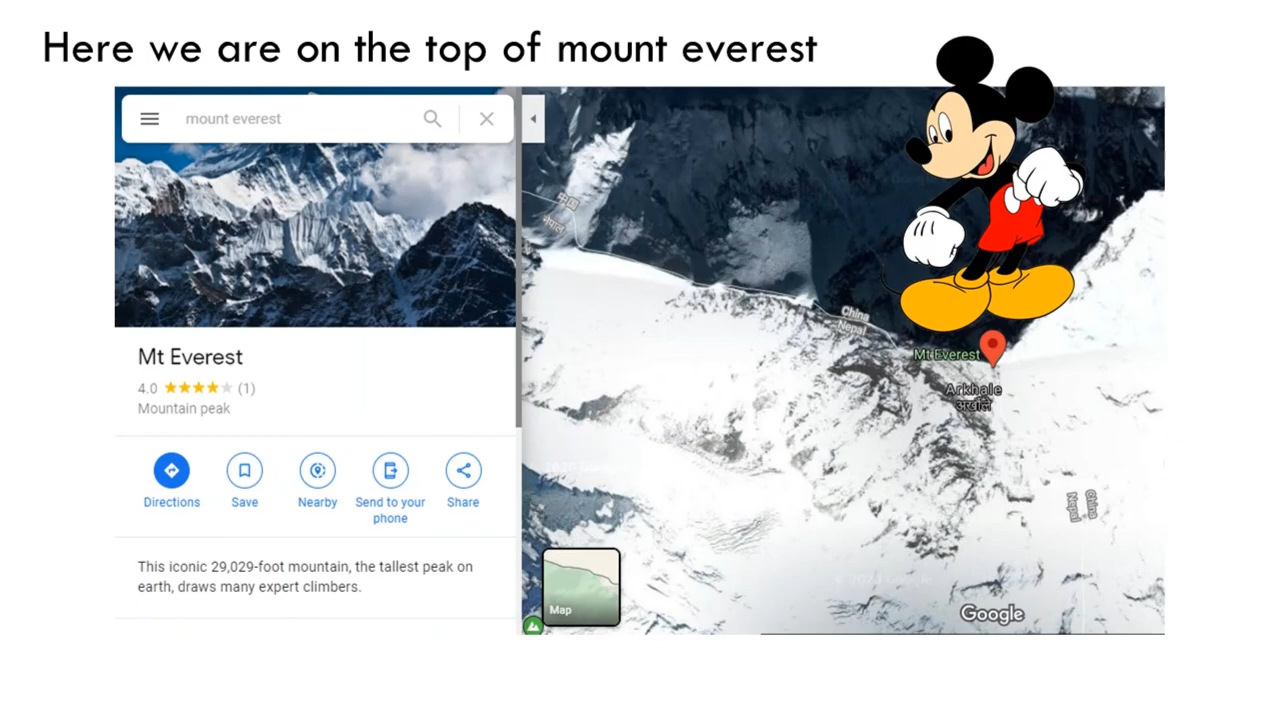 Here we are on the top of mount everest
mount everest
Mt Everest
4.0 (1)
Mountain peak
Directions
Save
Nearby
Send to your
phone
Share
This iconic 29,029-foot mountain, the tallest peak on
earth, draws many expert climbers.
中国
नेपाल
China
Nepal
Mt Everest
Arkhale
अर्खाले
China
Nepal
Map
Google